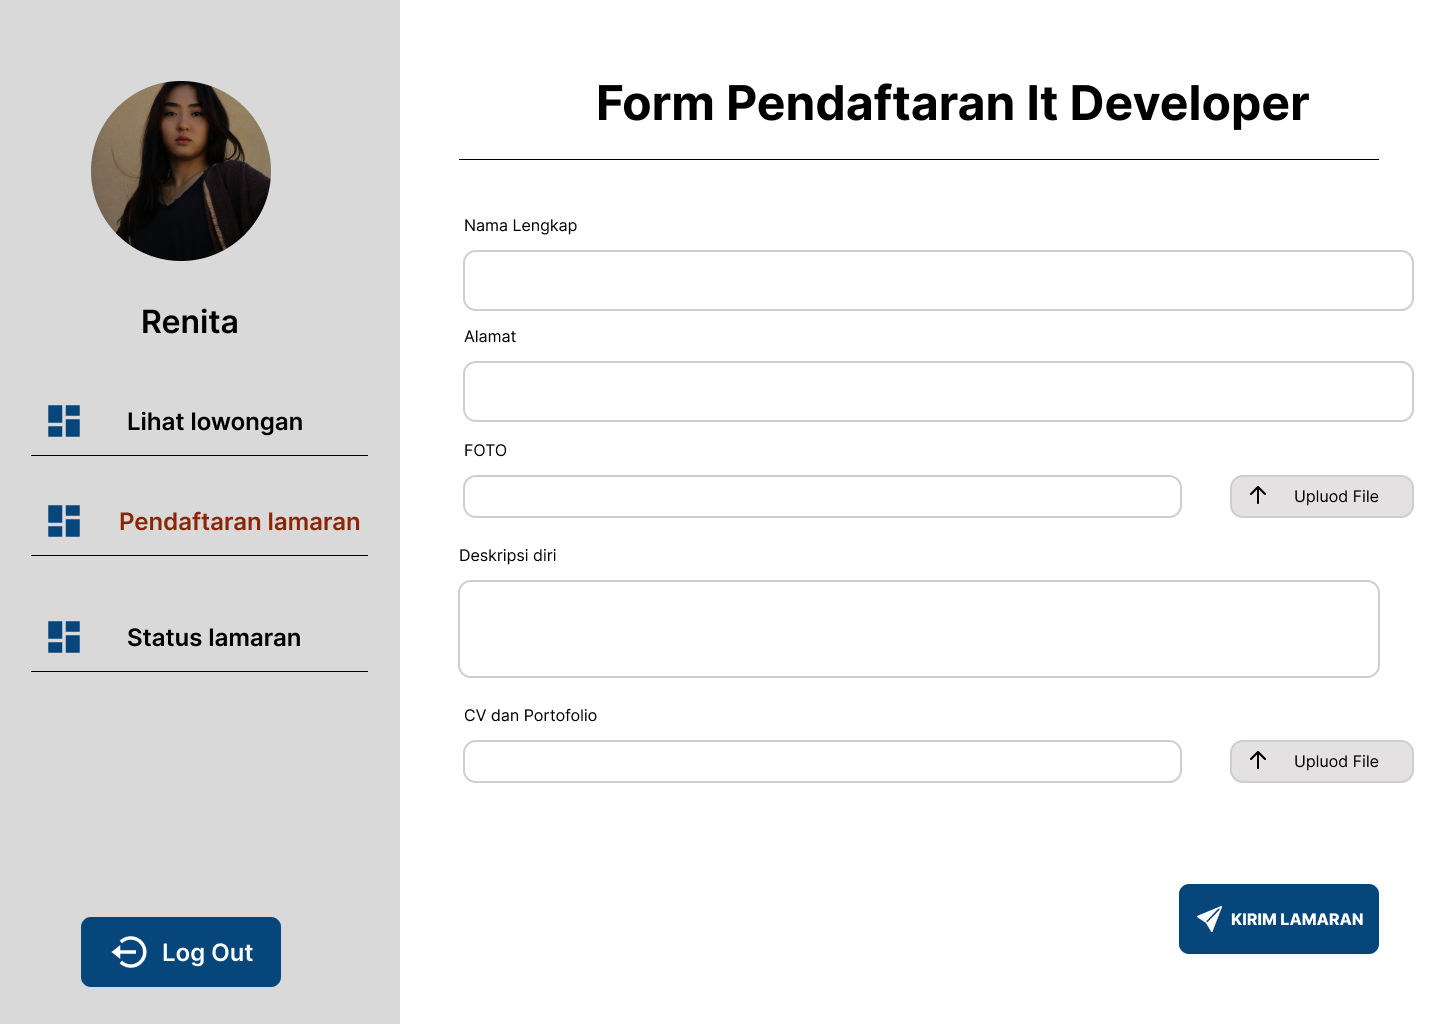 Renita
Lihat lowongan
Pendaftaran lamaran
Status lamaran
Log Out
Form Pendaftaran It Developer
Nama Lengkap
Alamat
FOTO
Upluod File
Deskripsi diri
CV dan Portofolio
Upluod File
KIRIM LAMARAN